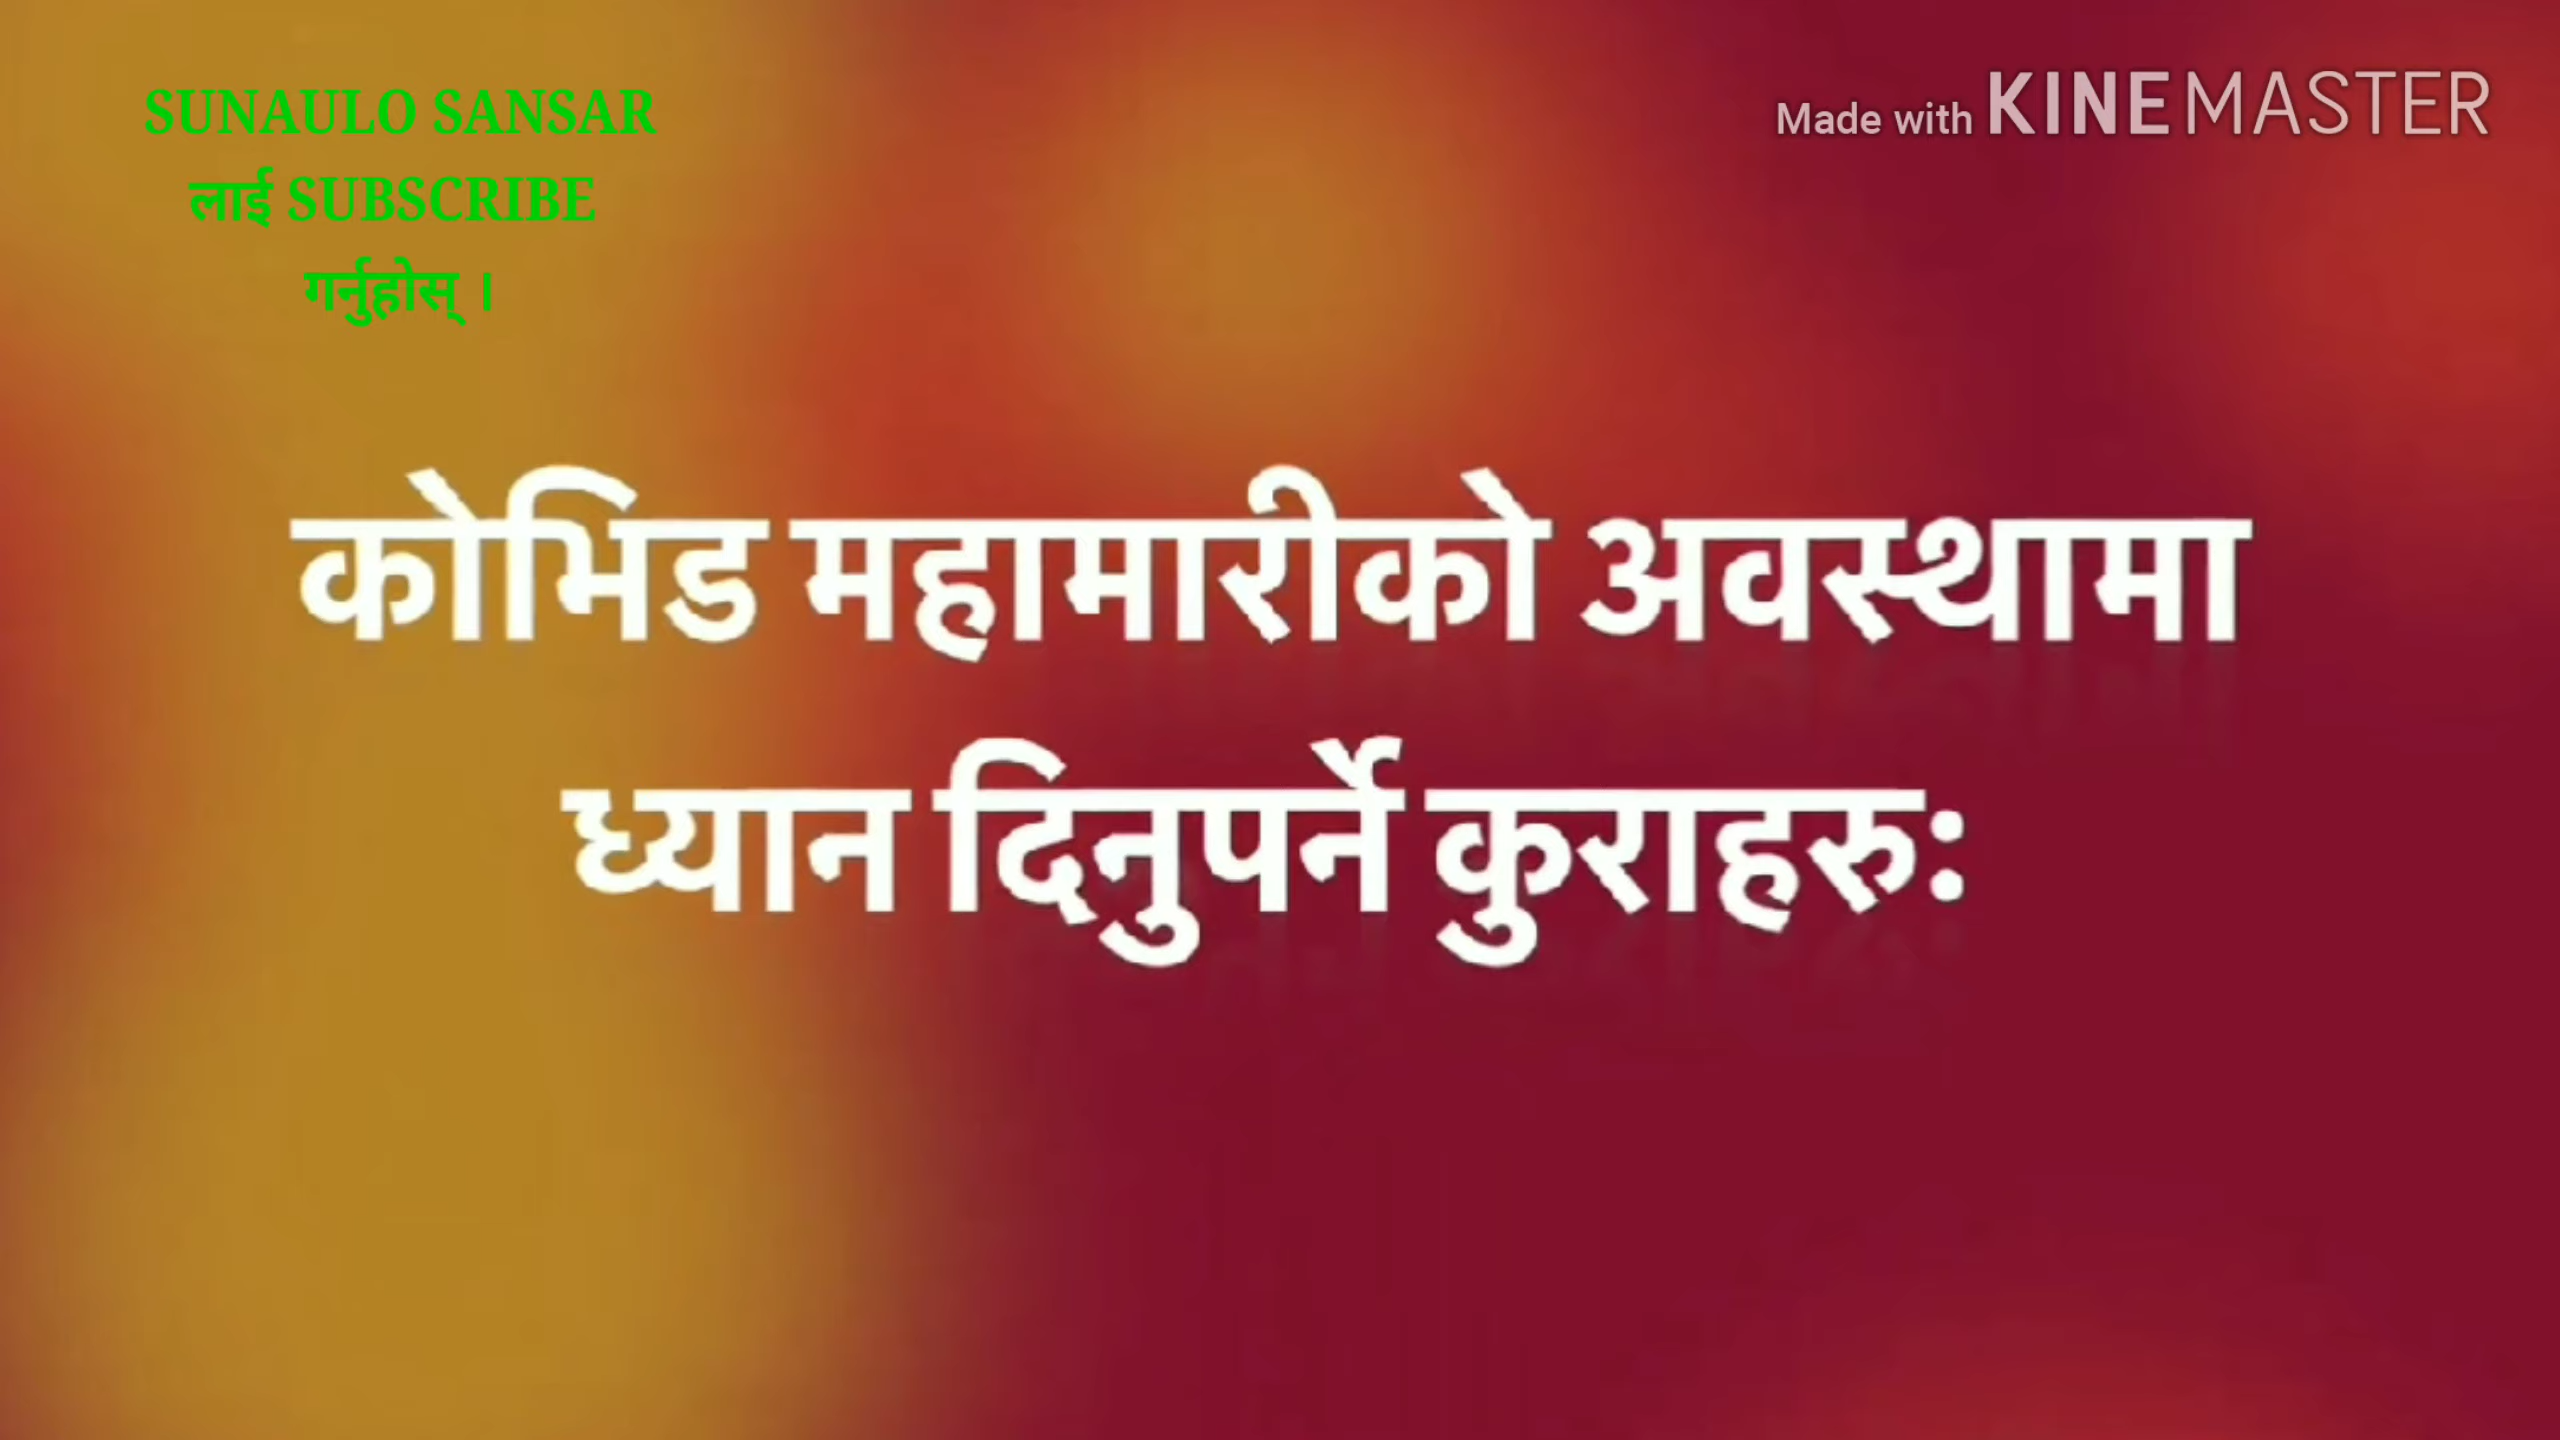 SUNAULO SANSAR
लाई SUBSCRIBE
गर्नुहोस् ।
Made with KINEMASTER
कोभिड महामारीको अवस्थामा
ध्यान दिनुपर्ने कुराहरुः